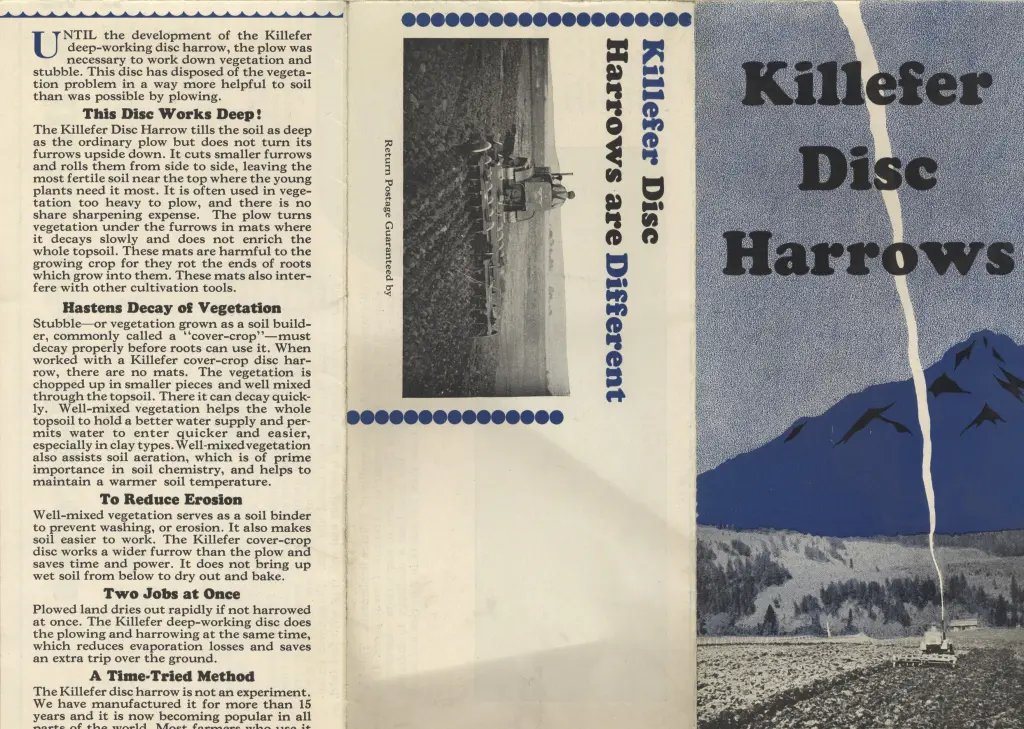 UNTIL the development of the Killefer
deep-working disc harrow, the plow was
necessary to work down vegetation and
stubble. This disc has disposed of the vegeta-
tion problem in a way more helpful to soil
than was possible by plowing.
This Disc Works Deep!
The Killefer Disc Harrow tills the soil as deep
as the ordinary plow but does not turn its
furrows upside down. It cuts smaller furrows
and rolls them from side to side, leaving the
most fertile soil near the top where the young
plants need it most. It is often used in vege-
tation too heavy to plow, and there is no
share sharpening expense. The plow turns
vegetation under the furrows in mats where
it decays slowly and does not enrich the
whole topsoil. These mats are harmful to the
growing crop for they rot the ends of roots
which grow into them. These mats also inter-
fere with other cultivation tools.
Hastens Decay of Vegetation
Stubble—or vegetation grown as a soil build-
er, commonly called a "cover-crop"—must
decay properly before roots can use it. When
worked with a Killefer cover-crop disc har-
row, there are no mats. The vegetation is
chopped up in smaller pieces and well mixed
through the topsoil. There it can decay quick-
ly. Well-mixed vegetation helps the whole
topsoil to hold a better water supply and per-
mits water to enter quicker and easier,
especially in clay types. Well-mixed vegetation
also assists soil aeration, which is of prime
importance in soil chemistry, and helps to
maintain a warmer soil temperature.
To Reduce Erosion
Well-mixed vegetation serves as a soil binder
to prevent washing, or erosion. It also makes
soil easier to work. The Killefer cover-crop
disc works a wider furrow than the plow and
saves time and power. It does not bring up
wet soil from below to dry out and bake.
Two Jobs at Once
Plowed land dries out rapidly if not harrowed
at once. The Killefer deep-working disc does
the plowing and harrowing at the same time,
which reduces evaporation losses and saves
an extra trip over the ground.
A Time-Tried Method
The Killefer disc harrow is not an experiment.
We have manufactured it for more than 15
years and it is now becoming popular in all
parts of the world. Most farmers who use it
Killefer Disc
Harrows are Different
Return Postage Guaranteed by
Killefer
Disc
Harrows